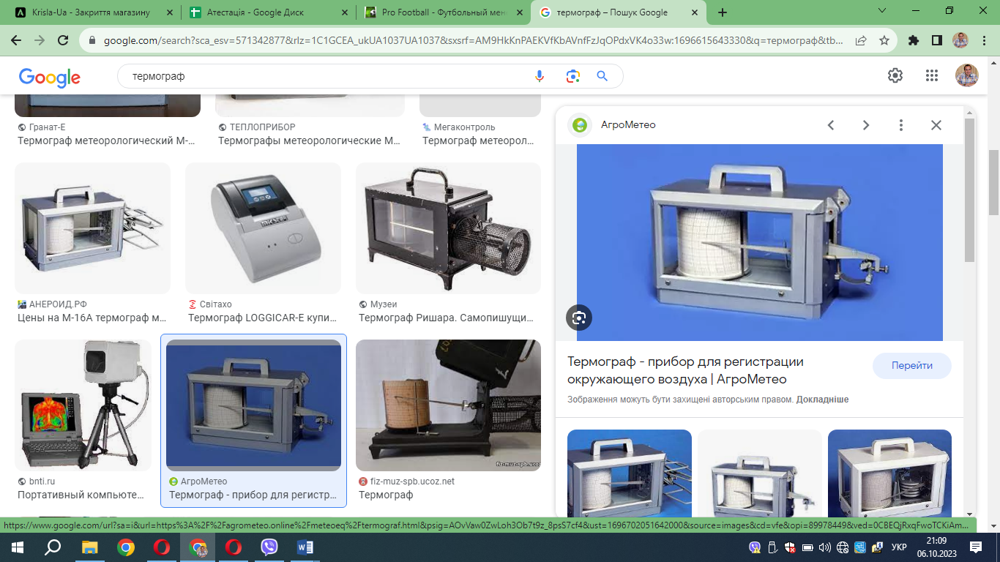 Krisla-Ua - Закриття магазину
Атестація - Google Диск
Pro Football - Футбольный мен
термограф – Пошук Google
google.com/search?sca_esv=571342877&rlz=1C1GCEA_ukUA1037UA1037&sxsrf=AM9HkKnPAEKVfKbAVnfFzJqOPdxVK4o33w:1696615643330&q=термограф&tb...
Google
термограф
Гранат-Е
Термограф метеорологический М-...
ТЕПЛОПРИБОР
Термографы метеорологические М...
Мегаконтроль
Термограф метеорол...
АНЕРОИД.РФ
Цены на М-16А термограф м...
Світахо
Термограф LOGGICAR-E купи...
Музеи
Термограф Ришара. Самопишущи...
bnti.ru
Портативный компьюте...
АгроМетео
Термограф - прибор для регистр...
fiz-muz-spb.ucoz
fiz-muz-spb.ucoz.net
Термограф
АгроМетео
Термограф - прибор для регистрации
окружающего воздуха | АгроМетео
Перейти
Зображення можуть бути захищені авторським правом. Докладніше
https://www.google.com/url?sa=i&url=https%3A%2F%2Fagrometeo.online%2Fmeteoeq%2Ftermograf.html&psig=AOvVaw0ZwLoh3Ob7t9z_8psS7cf4&ust=1696702051642000&source=images&cd=vfe&opi=89978449&ved=0CBEQjRxqFwoTCKiAm...
УКР
21:09
06.10.2023